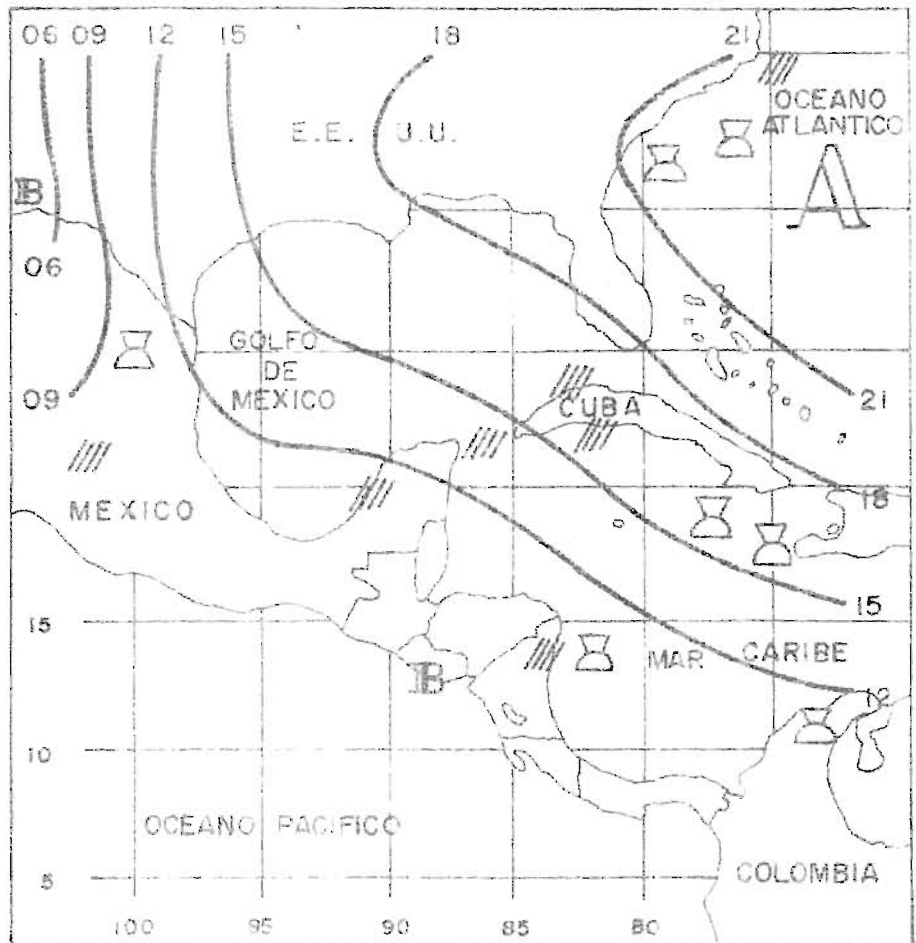 06 09 12 15 18 21
OCEANO
ATLANTICO
E.E. U.U.
A
B
06
GOLFO
DE
MEXICO
09
CUBA
21
MEXICO
18
15
15
MAR CARIBE
B
12
10
OCEANO PACIFICO
COLOMBIA
5
100 95 90 85 80